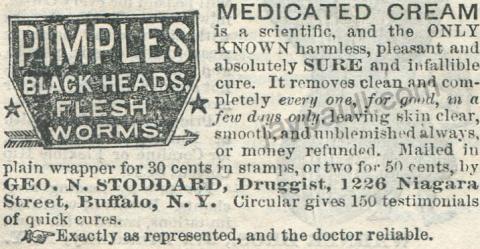 PIMPLES
BLACK HEADS,
FLESH
WORMS.
MEDICATED CREAM
is a scientific, and the ONLY
KNOWN harmless, pleasant and
absolutely SURE and infallible
cure. It removes clean and com-
pletely every one, for good, in a
few days only, leaving skin clear,
smooth and unblemished always,
or money refunded. Mailed in
plain wrapper for 30 cents in stamps, or two for 50 cents, by
GEO. N. STODDARD, Druggist, 1226 Niagara
Street, Buffalo, N. Y. Circular gives 150 testimonials
of quick cures.
☞Exactly as represented, and the doctor reliable.